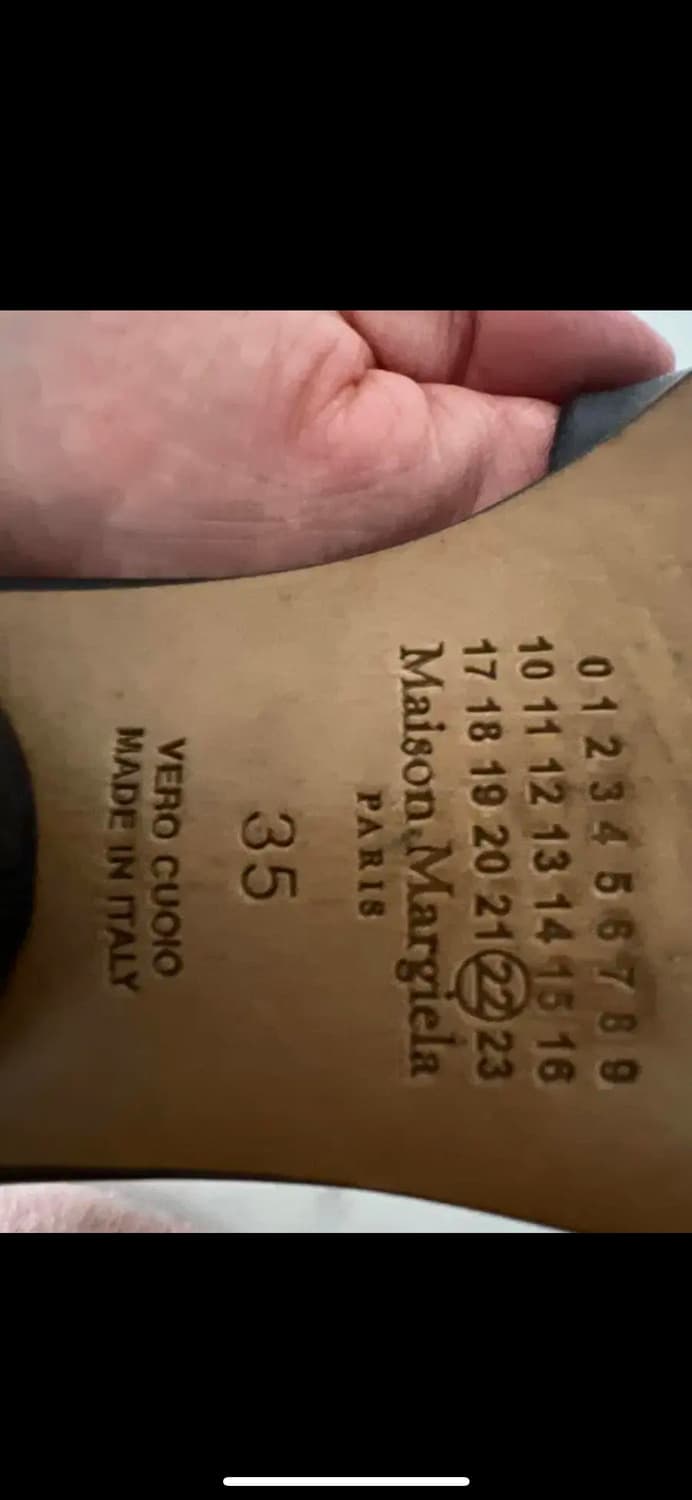 0 1 2 3 4 5 6 7 8 9
10 11 12 13 14 15 16
17 18 19 20 21 22 23
Maison Margiela
PARIS
35
VERO CUOIO
MADE IN ITALY